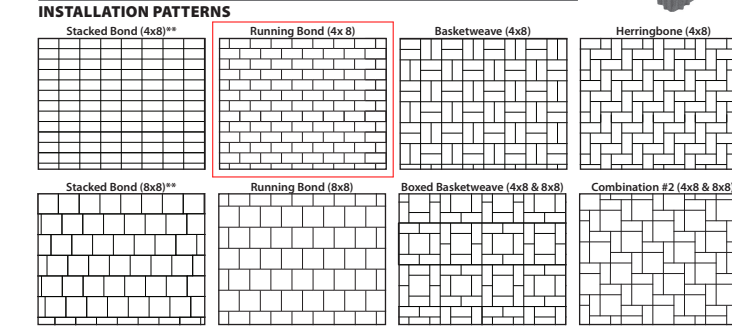 INSTALLATION PATTERNS
Stacked Bond (4x8)** Running Bond (4x 8) Basketweave (4x8) Herringbone (4x8)
Stacked Bond (8x8)** Running Bond (8x8) Boxed Basketweave (4x8 & 8x8) Combination #2 (4x8 & 8x8)